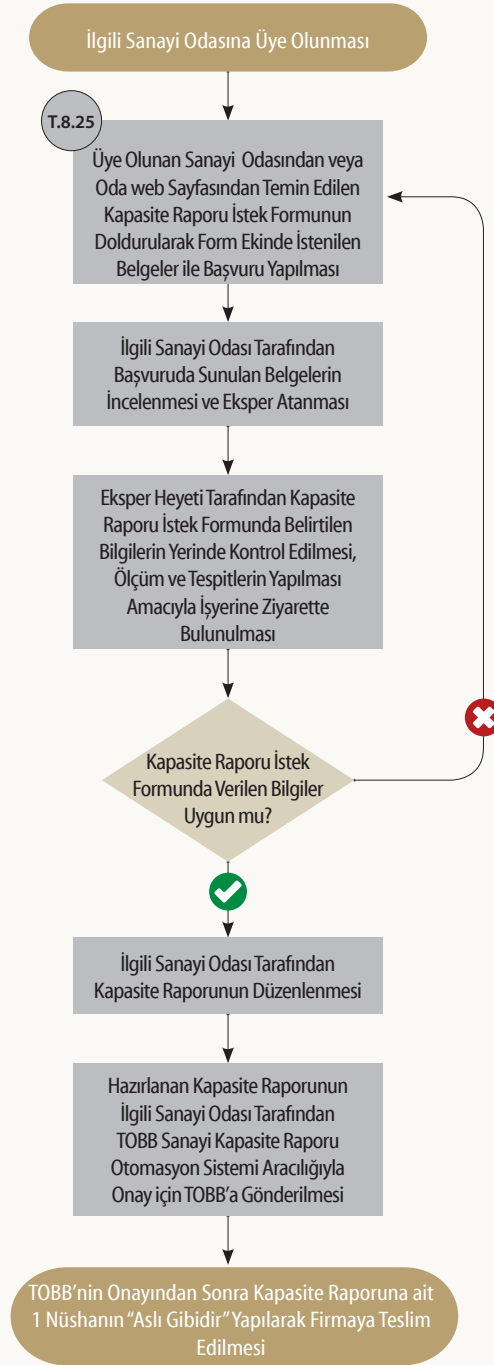 İlgili Sanayi Odasına Üye Olunması
T.8.25
Üye Olunan Sanayi Odasından veya
Oda web Sayfasından Temin Edilen
Kapasite Raporu İstek Formunun
Doldurularak Form Ekinde İstenilen
Belgeler ile Başvuru Yapılması
İlgili Sanayi Odası Tarafından
Başvuruda Sunulan Belgelerin
İncelenmesi ve Eksper Atanması
Eksper Heyeti Tarafından Kapasite
Raporu İstek Formunda Belirtilen
Bilgilerin Yerinde Kontrol Edilmesi,
Ölçüm ve Tespitlerin Yapılması
Amacıyla İşyerine Ziyarette
Bulunulması
Kapasite Raporu İstek
Formunda Verilen Bilgiler
Uygun mu?
İlgili Sanayi Odası Tarafından
Kapasite Raporunun Düzenlenmesi
Hazırlanan Kapasite Raporunun
İlgili Sanayi Odası Tarafından
TOBB Sanayi Kapasite Raporu
Otomasyon Sistemi Aracılığıyla
Onay için TOBB’a Gönderilmesi
TOBB’nin Onayından Sonra Kapasite Raporuna ait
1 Nüshanın “Aslı Gibidir” Yapılarak Firmaya Teslim
Edilmesi